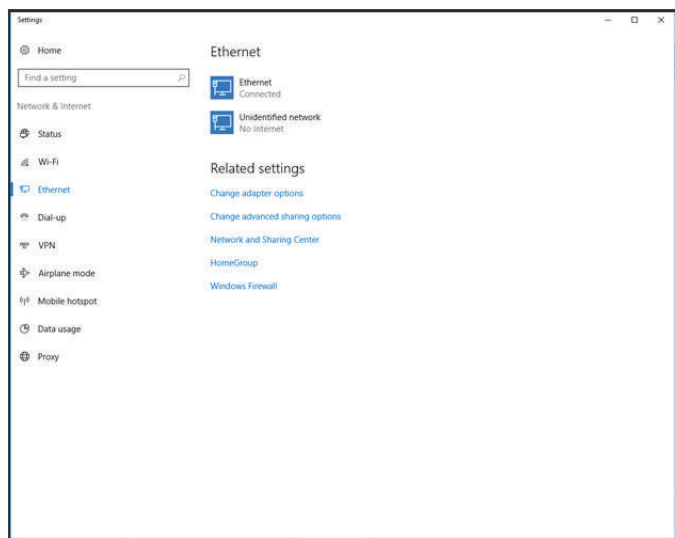 Settings
Home
Find a setting
Network & Internet
Status
Wi-Fi
Ethernet
Dial-up
VPN
Airplane mode
Mobile hotspot
Data usage
Proxy
Ethernet
Ethernet
Connected
Unidentified network
No Internet
Related settings
Change adapter options
Change advanced sharing options
Network and Sharing Center
HomeGroup
Windows Firewall